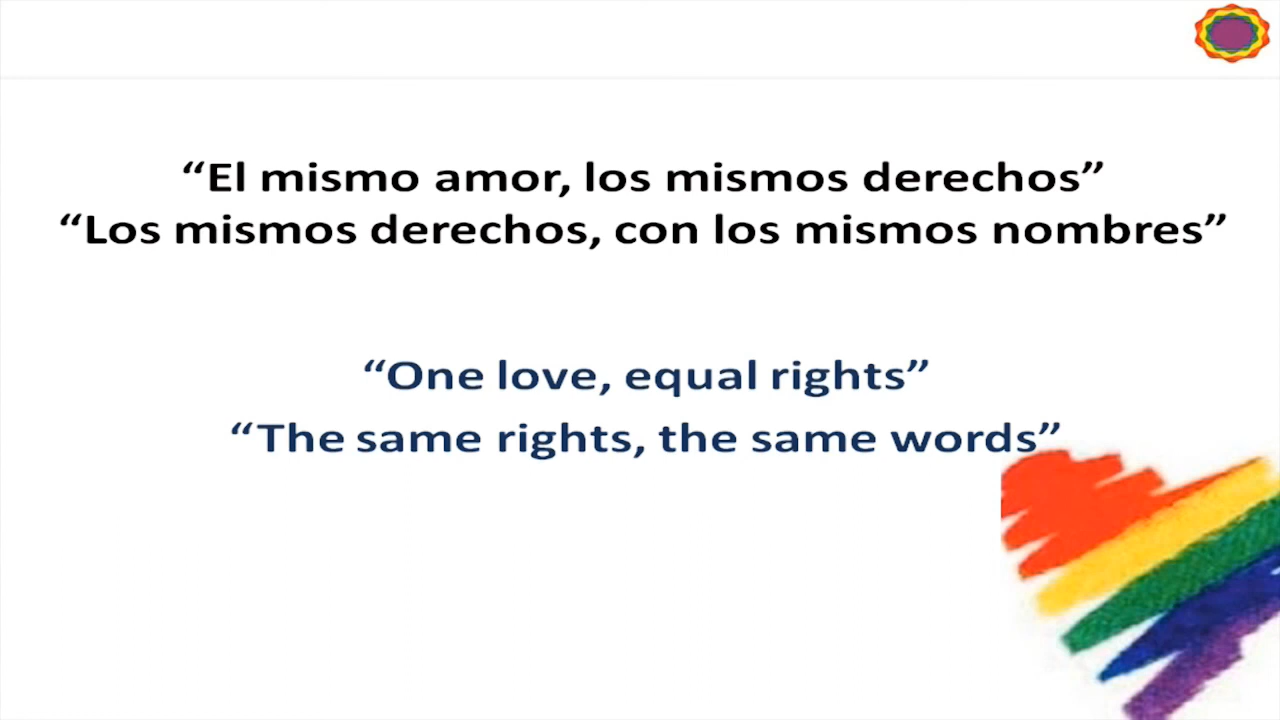 “El mismo amor, los mismos derechos”
“Los mismos derechos, con los mismos nombres”
“One love, equal rights”
“The same rights, the same words”